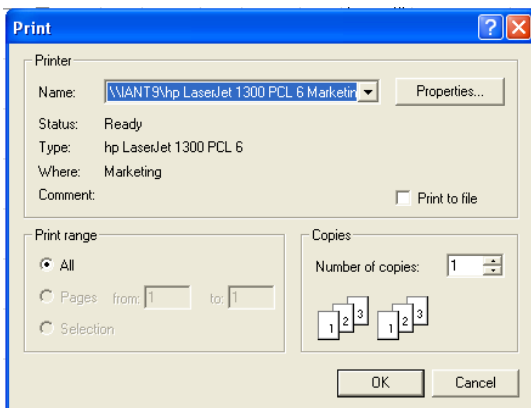 Print
Printer
Name: \\IANT9\hp LaserJet 1300 PCL 6 Marketin Properties...
Status: Ready
Type: hp LaserJet 1300 PCL 6
Where: Marketing
Comment: Print to file
Print range
All
Pages from: 1 to: 1
Selection
Copies
Number of copies: 1
1 2 3 1 2 3
OK Cancel